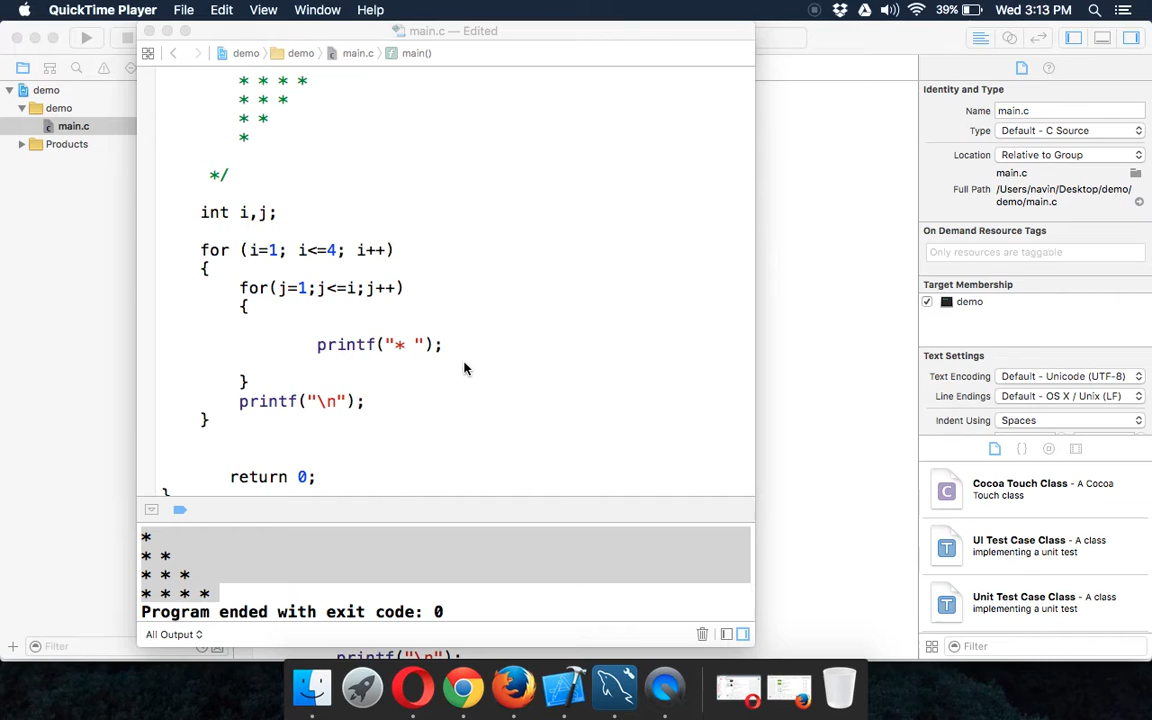 QuickTime Player File Edit View Window Help 39% Wed 3:13 PM
main.c — Edited
demo demo main.c main()
demo
demo
main.c
Products
* * * *
* * *
* *
*
*/
int i,j;
for (i=1; i<=4; i++)
{
for(j=1;j<=i;j++)
{
printf("* ");
}
printf("\n");
}
return 0;
}
*
* *
* * *
* * * *
Program ended with exit code: 0
All Output
Filter
printf("\n");
Identity and Type
Name main.c
Type Default - C Source
Location Relative to Group
main.c
Full Path /Users/navin/Desktop/demo/
demo/main.c
On Demand Resource Tags
Only resources are taggable
Target Membership
demo
Text Settings
Text Encoding Default - Unicode (UTF-8)
Line Endings Default - OS X / Unix (LF)
Indent Using Spaces
{ }
C Cocoa Touch Class - A Cocoa
Touch class
T UI Test Case Class - A class
implementing a unit test
T Unit Test Case Class - A class
implementing a unit test
Filter